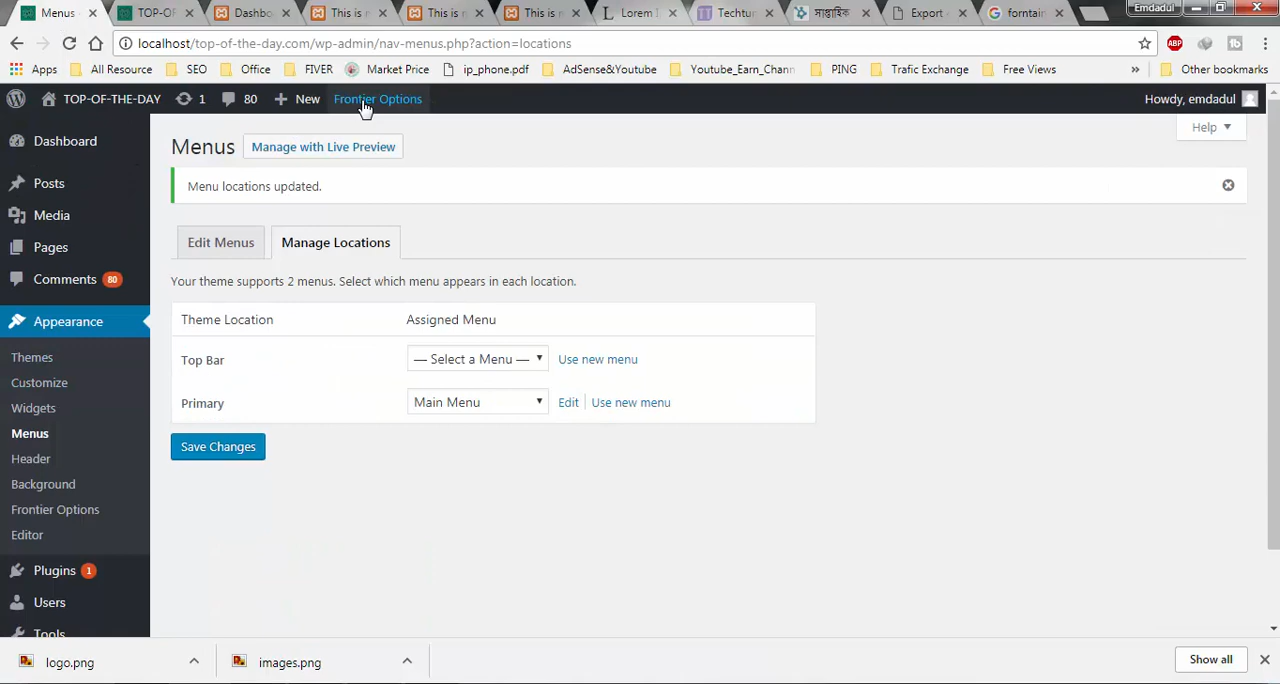 Menus -
TOP-OF
Dashbo
This is
This is n
This is n
Lorem I
Techtun
সাপ্তাহিক
Export
forntain
Emdadul
localhost/top-of-the-day.com/wp-admin/nav-menus.php?action=locations
ABP
Apps All Resource SEO Office FIVER Market Price ip_phone.pdf AdSense&Youtube Youtube_Earn_Chann PING Trafic Exchange Free Views » Other bookmarks
TOP-OF-THE-DAY 1 80 + New Frontier Options Howdy, emdadul
Help
Menus Manage with Live Preview
Menu locations updated.
Edit Menus Manage Locations
Your theme supports 2 menus. Select which menu appears in each location.
Theme Location Assigned Menu
Top Bar — Select a Menu — Use new menu
Primary Main Menu Edit Use new menu
Save Changes
Dashboard
Posts
Media
Pages
Comments 80
Appearance
Themes
Customize
Widgets
Menus
Header
Background
Frontier Options
Editor
Plugins 1
Users
Tools
logo.png images.png Show all